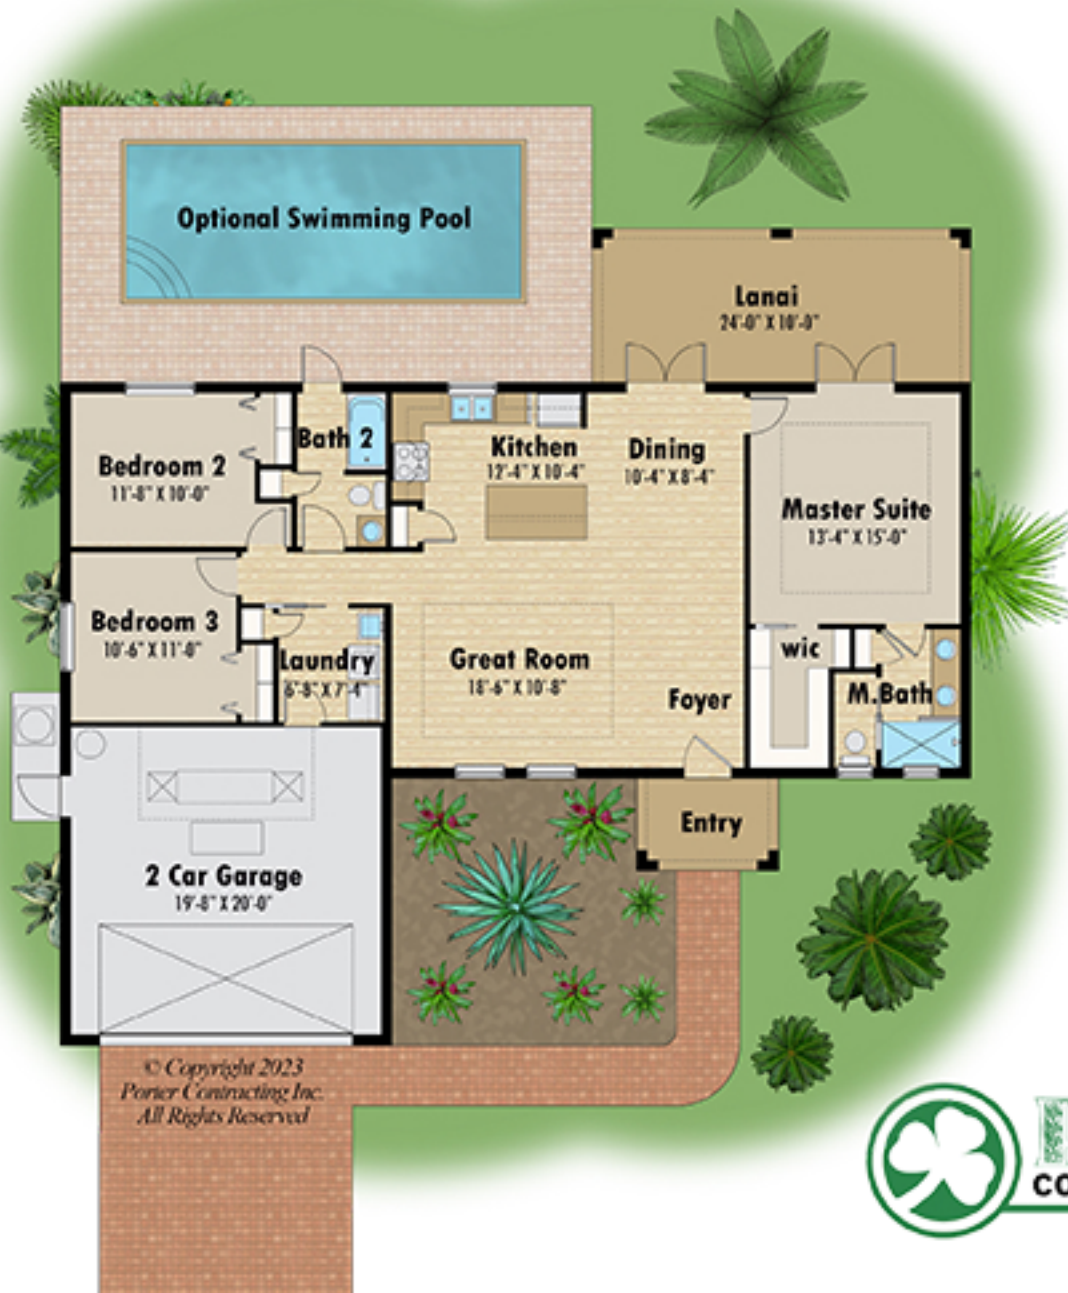 Optional Swimming Pool
Lanai
24'-0" X 10'-0"
Bath 2
Bedroom 2
11'-8" X 10'-0"
Kitchen
12'-4" X 10'-4"
Dining
10'-4" X 8'-4"
Master Suite
13'-4" X 15'-0"
Bedroom 3
10'-6" X 11'-0"
Laundry
6'-8" X 7'-4"
Great Room
18'-6" X 10'-8"
Foyer
wic
M.Bath
Entry
2 Car Garage
19'-8" X 20'-0"
© Copyright 2023
Porter Contracting Inc.
All Rights Reserved
CO